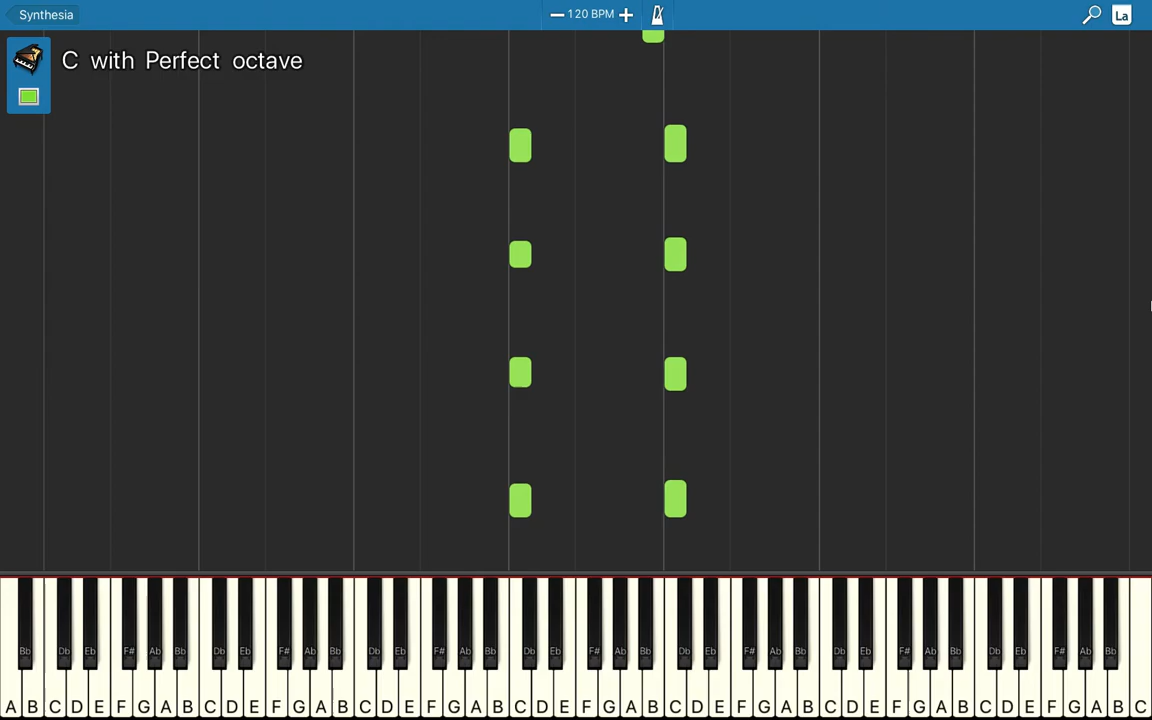 Synthesia
120 BPM
La
C with Perfect octave
Bb Db Eb F# Ab Bb Db Eb F# Ab Bb Db Eb F# Ab Bb Db Eb F# Ab Bb Db Eb F# Ab Bb Db Eb F# Ab Bb Db Eb F# Ab Bb
A B C D E F G A B C D E F G A B C D E F G A B C D E F G A B C D E F G A B C D E F G A B C D E F G A B C